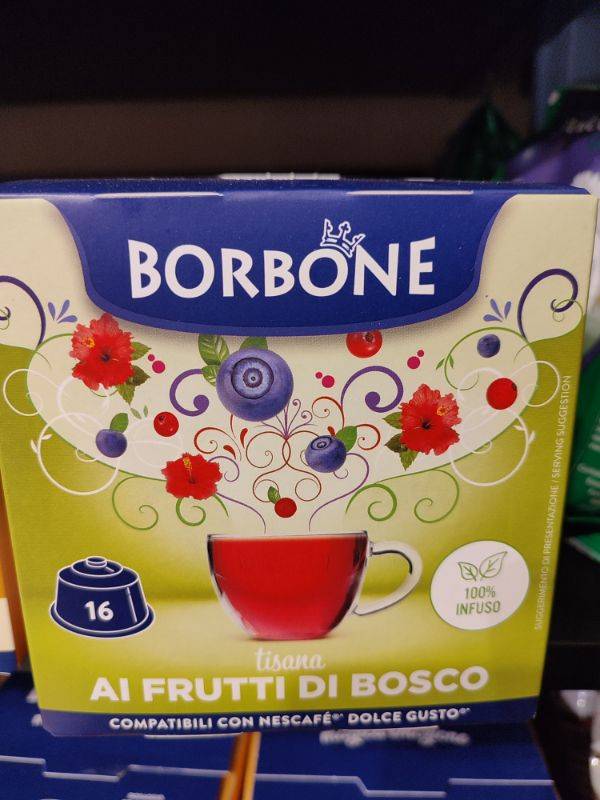 BORBONE
SUGGERIMENTO DI PRESENTAZIONE / SERVING SUGGESTION
16
100%
INFUSO
tisana
AI FRUTTI DI BOSCO
COMPATIBILI CON NESCAFÉ®* DOLCE GUSTO®*